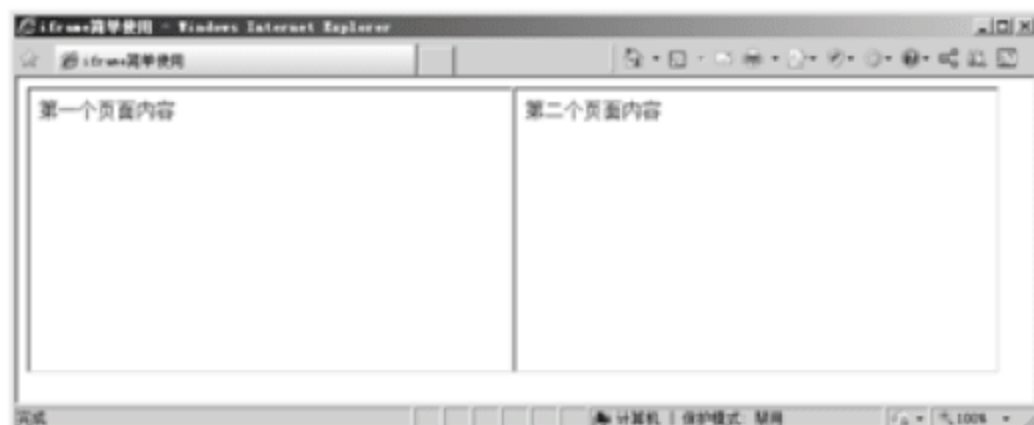 iframe简单使用 - Windows Internet Explorer
iframe简单使用
第一个页面内容
第二个页面内容
完成
计算机 | 保护模式: 禁用
100%